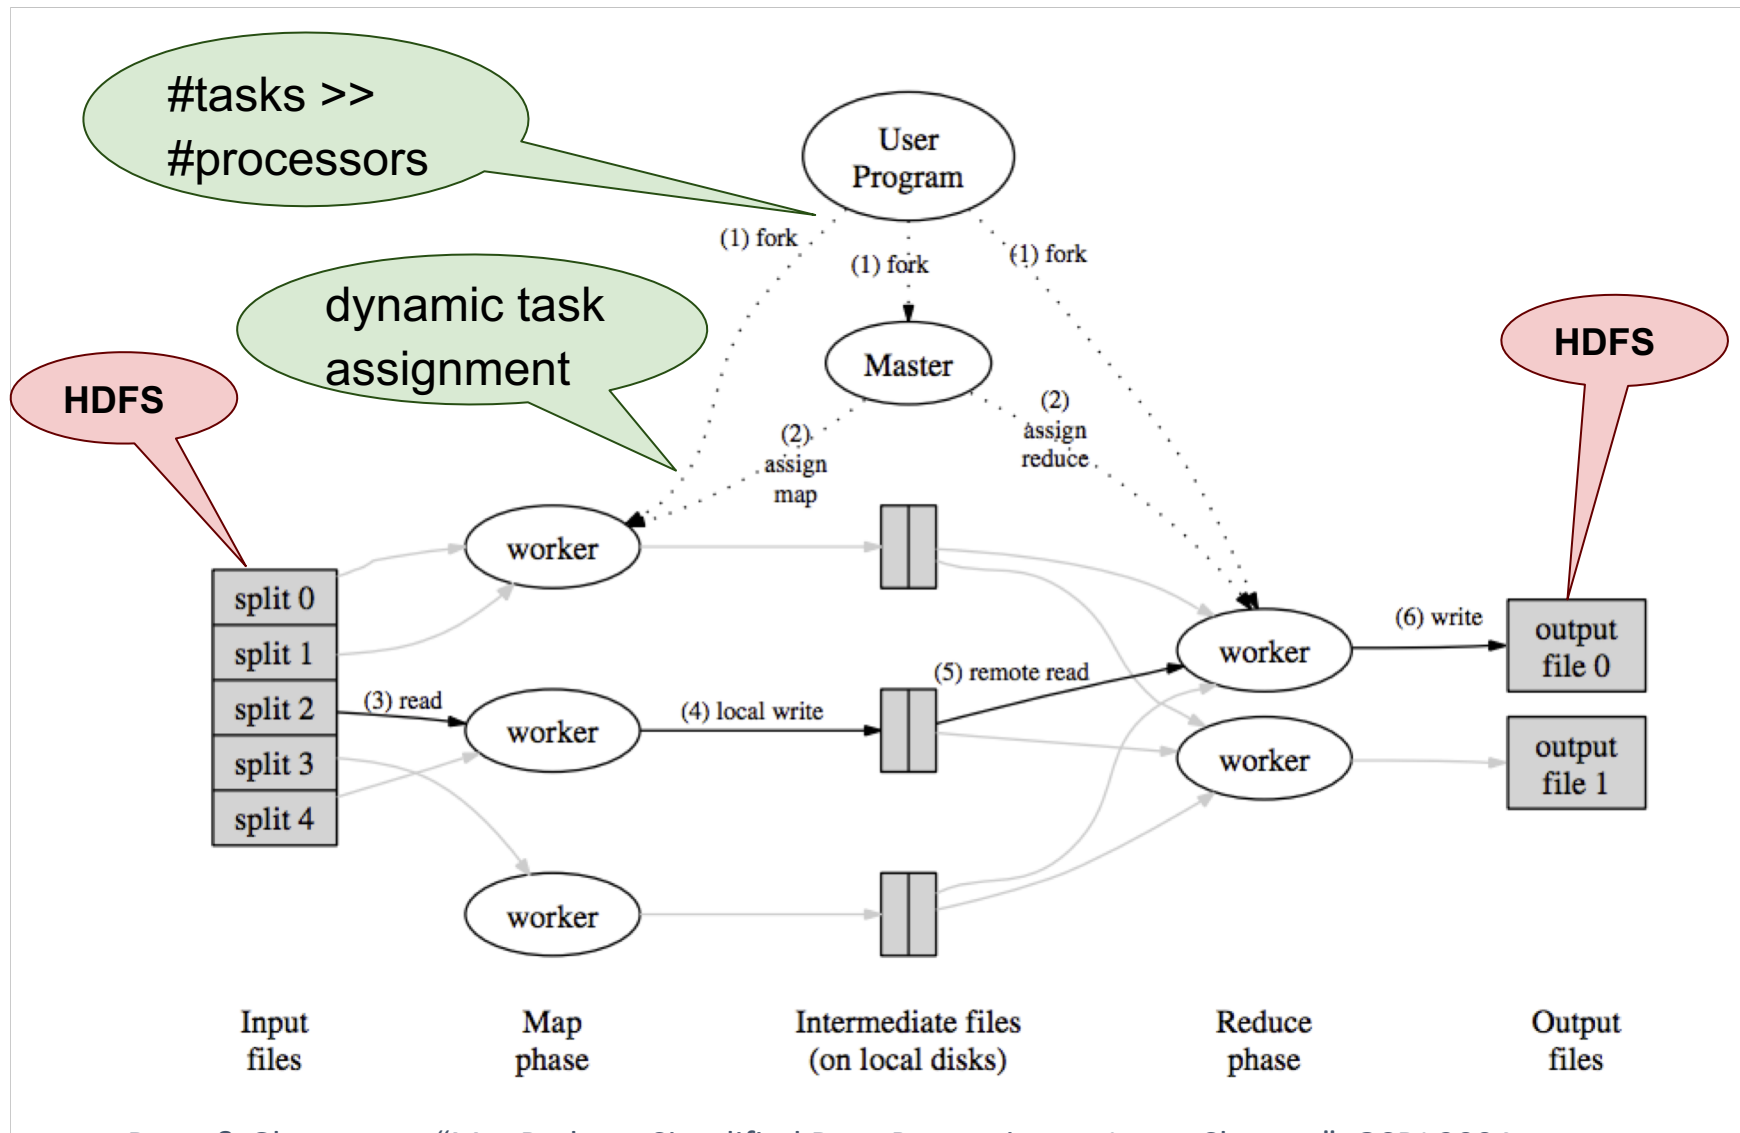 #tasks >>
#processors
User
Program
(1) fork
(1) fork
(1) fork
dynamic task
assignment
HDFS
HDFS
Master
(2)
assign
map
(2)
assign
reduce
split 0
split 1
split 2
split 3
split 4
(3) read
worker
worker
worker
(4) local write
(5) remote read
worker
worker
(6) write
output
file 0
output
file 1
Input
files
Map
phase
Intermediate files
(on local disks)
Reduce
phase
Output
files